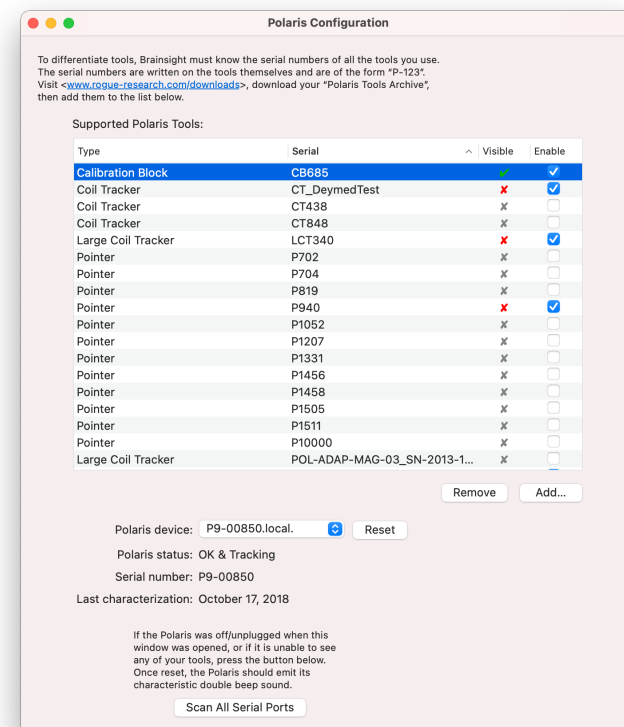 Polaris Configuration
To differentiate tools, Brainsight must know the serial numbers of all the tools you use.
The serial numbers are written on the tools themselves and are of the form “P-123”.
Visit <www.rogue-research.com/downloads>, download your “Polaris Tools Archive”,
then add them to the list below.
Supported Polaris Tools:
Type Serial Visible Enable
Calibration Block CB685
Coil Tracker CT_DeymedTest
Coil Tracker CT438
Coil Tracker CT848
Large Coil Tracker LCT340
Pointer P702
Pointer P704
Pointer P819
Pointer P940
Pointer P1052
Pointer P1207
Pointer P1331
Pointer P1456
Pointer P1458
Pointer P1505
Pointer P1511
Pointer P10000
Large Coil Tracker POL-ADAP-MAG-03_SN-2013-1...
Remove Add...
Polaris device: P9-00850.local. Reset
Polaris status: OK & Tracking
Serial number: P9-00850
Last characterization: October 17, 2018
If the Polaris was off/unplugged when this
window was opened, or if it is unable to see
any of your tools, press the button below.
Once reset, the Polaris should emit its
characteristic double beep sound.
Scan All Serial Ports